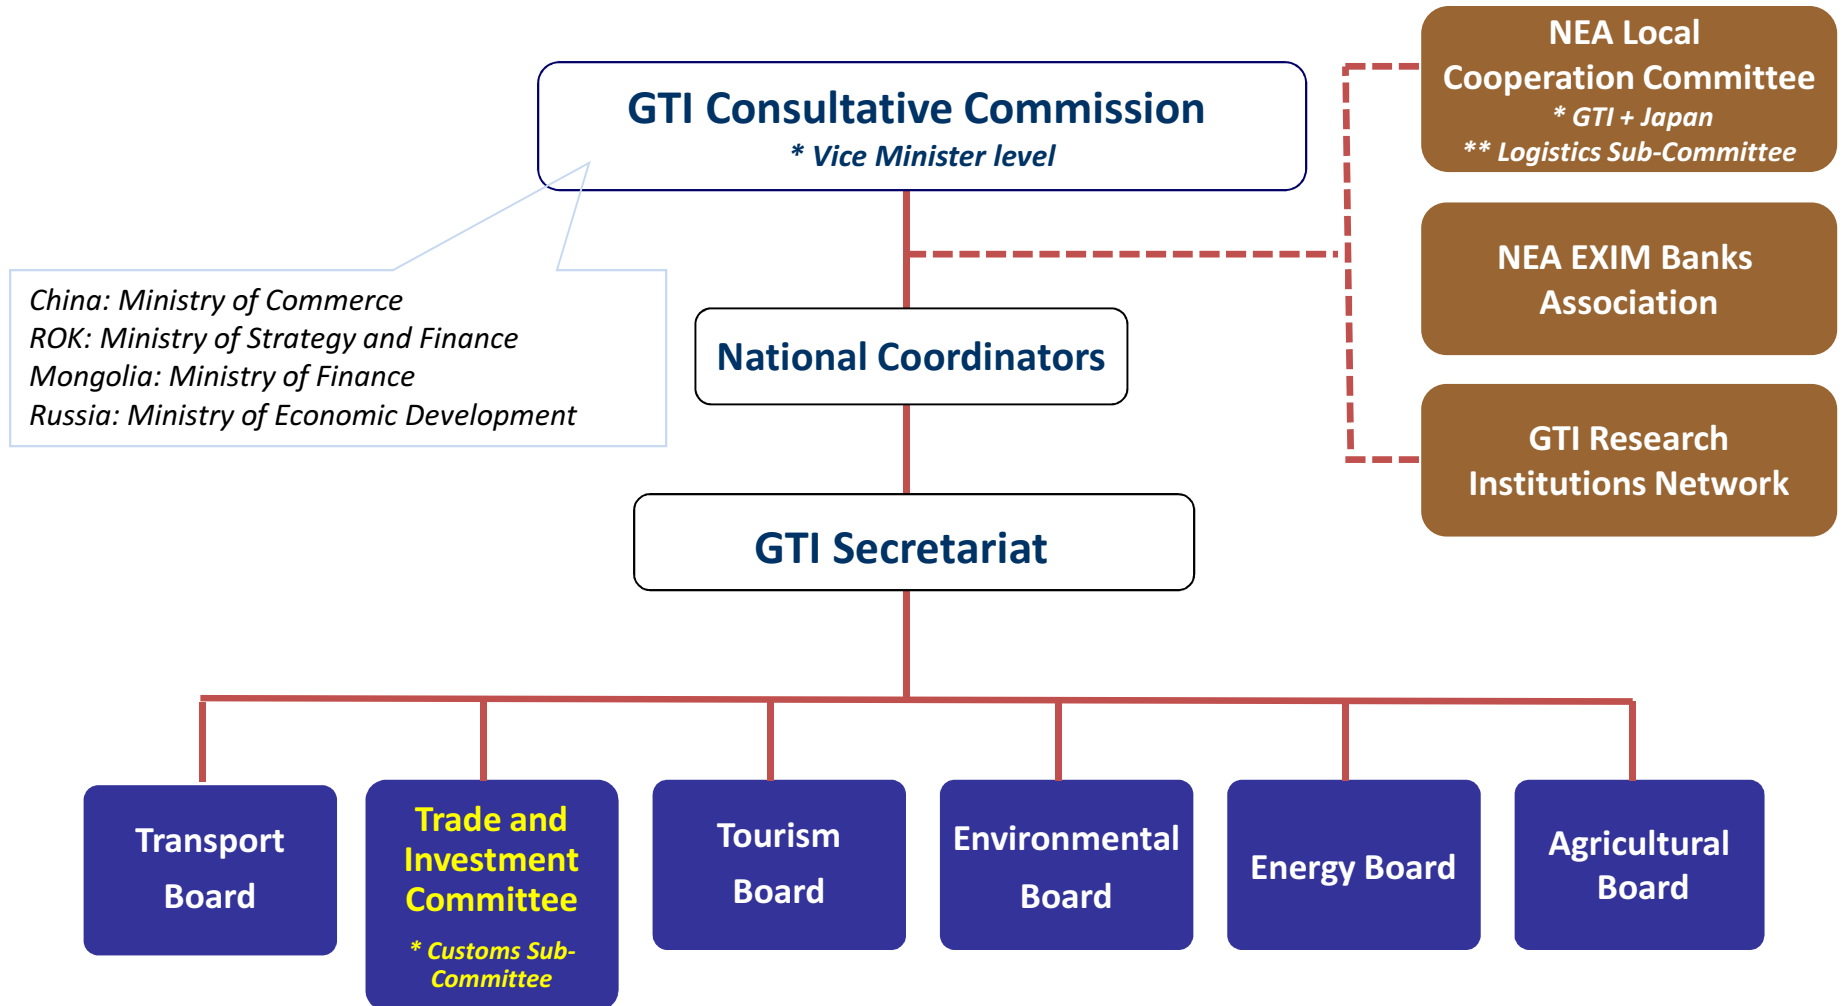 GTI Consultative Commission
* Vice Minister level
NEA Local
Cooperation Committee
* GTI + Japan
** Logistics Sub-Committee
NEA EXIM Banks
Association
GTI Research
Institutions Network
China: Ministry of Commerce
ROK: Ministry of Strategy and Finance
Mongolia: Ministry of Finance
Russia: Ministry of Economic Development
National Coordinators
GTI Secretariat
Transport
Board
Trade and
Investment
Committee
* Customs Sub-
Committee
Tourism
Board
Environmental
Board
Energy Board
Agricultural
Board